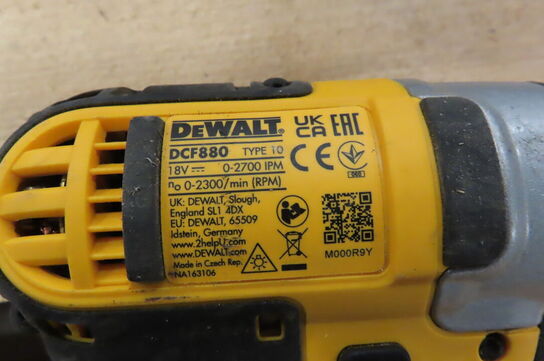 DEWALT® UK CA EAC
DCF880 TYPE 10 CE
18V 0-2700 IPM
n₀ 0-2300/min (RPM)
UK: DEWALT, Slough,
England SL1 4DX
EU: DEWALT, 65509
Idstein, Germany
www.2helpU.com
www.DEWALT.com
Made in Czech Rep.
NA163106
M000R9Y